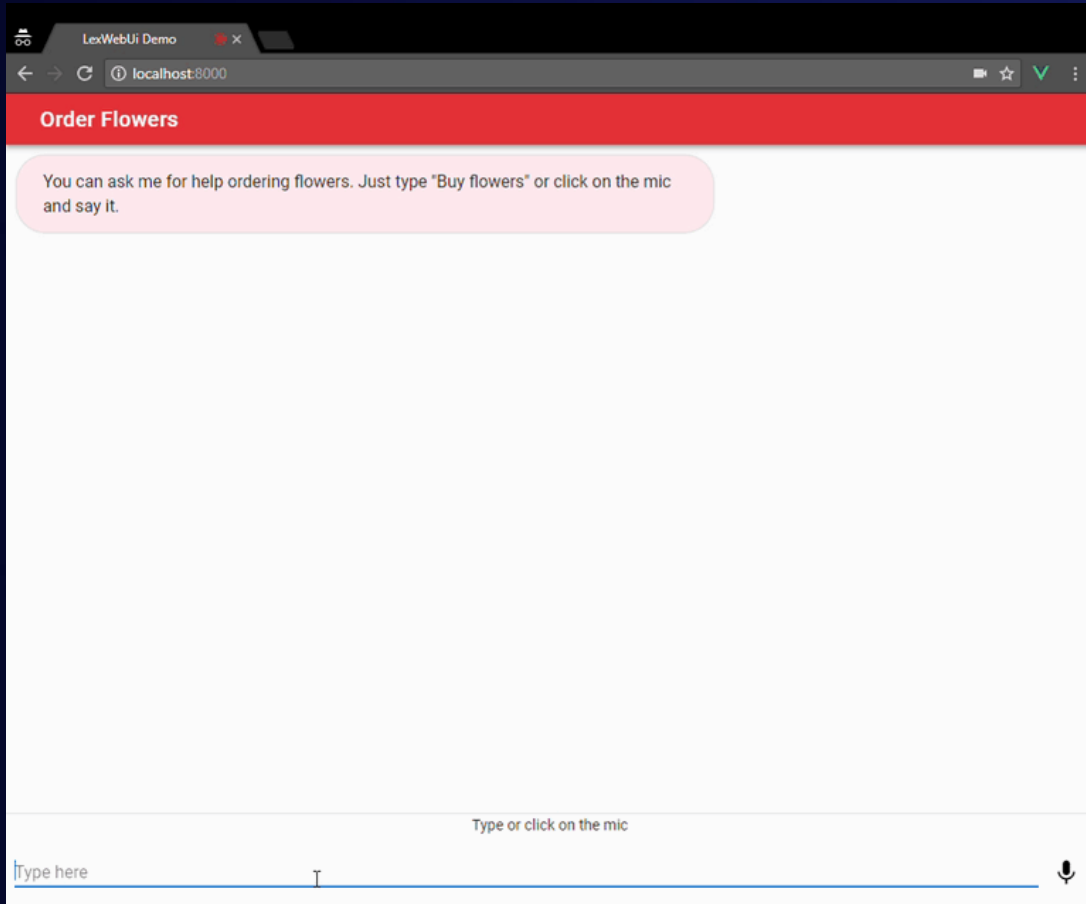 LexWebUi Demo
localhost:8000
Order Flowers
You can ask me for help ordering flowers. Just type "Buy flowers" or click on the mic
and say it.
Type or click on the mic
Type here